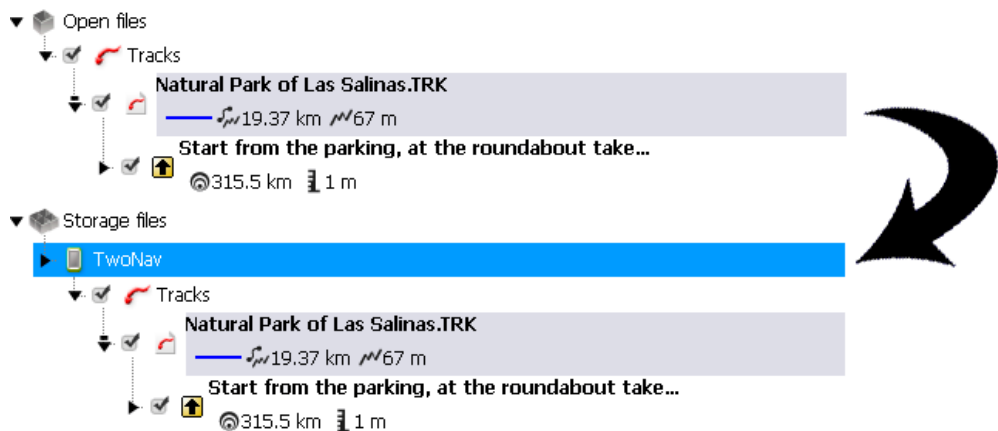 Open files
Tracks
Natural Park of Las Salinas.TRK
19.37 km 67 m
Start from the parking, at the roundabout take...
315.5 km 1 m
Storage files
TwoNav
Tracks
Natural Park of Las Salinas.TRK
19.37 km 67 m
Start from the parking, at the roundabout take...
315.5 km 1 m